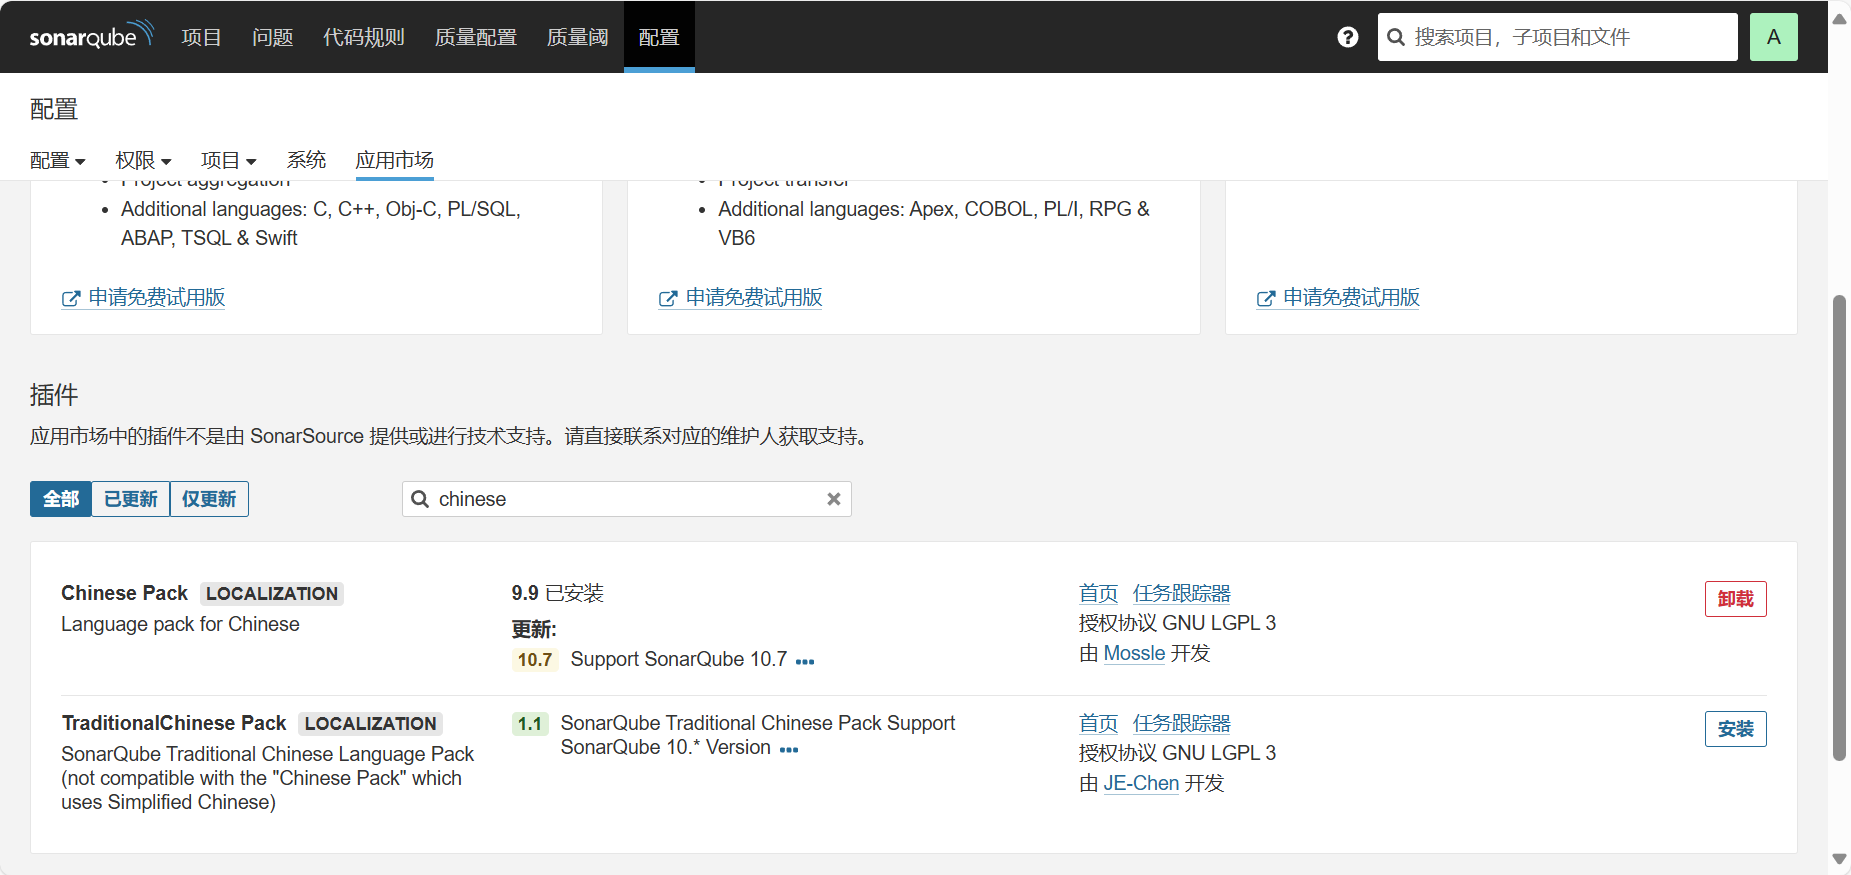 sonarqube 项目 问题 代码规则 质量配置 质量阈 配置 搜索项目，子项目和文件 A
配置
配置 权限 项目 系统 应用市场
• Project aggregation
• Additional languages: C, C++, Obj-C, PL/SQL,
ABAP, TSQL & Swift
申请免费试用版
• Project transfer
• Additional languages: Apex, COBOL, PL/I, RPG &
VB6
申请免费试用版
申请免费试用版
插件
应用市场中的插件不是由 SonarSource 提供或进行技术支持。请直接联系对应的维护人获取支持。
全部 已更新 仅更新 chinese
Chinese Pack LOCALIZATION
Language pack for Chinese
9.9 已安装
更新:
10.7 Support SonarQube 10.7 •••
首页 任务跟踪器
授权协议 GNU LGPL 3
由 Mossle 开发
卸载
TraditionalChinese Pack LOCALIZATION
SonarQube Traditional Chinese Language Pack
(not compatible with the "Chinese Pack" which
uses Simplified Chinese)
1.1 SonarQube Traditional Chinese Pack Support
SonarQube 10.* Version •••
首页 任务跟踪器
授权协议 GNU LGPL 3
由 JE-Chen 开发
安装